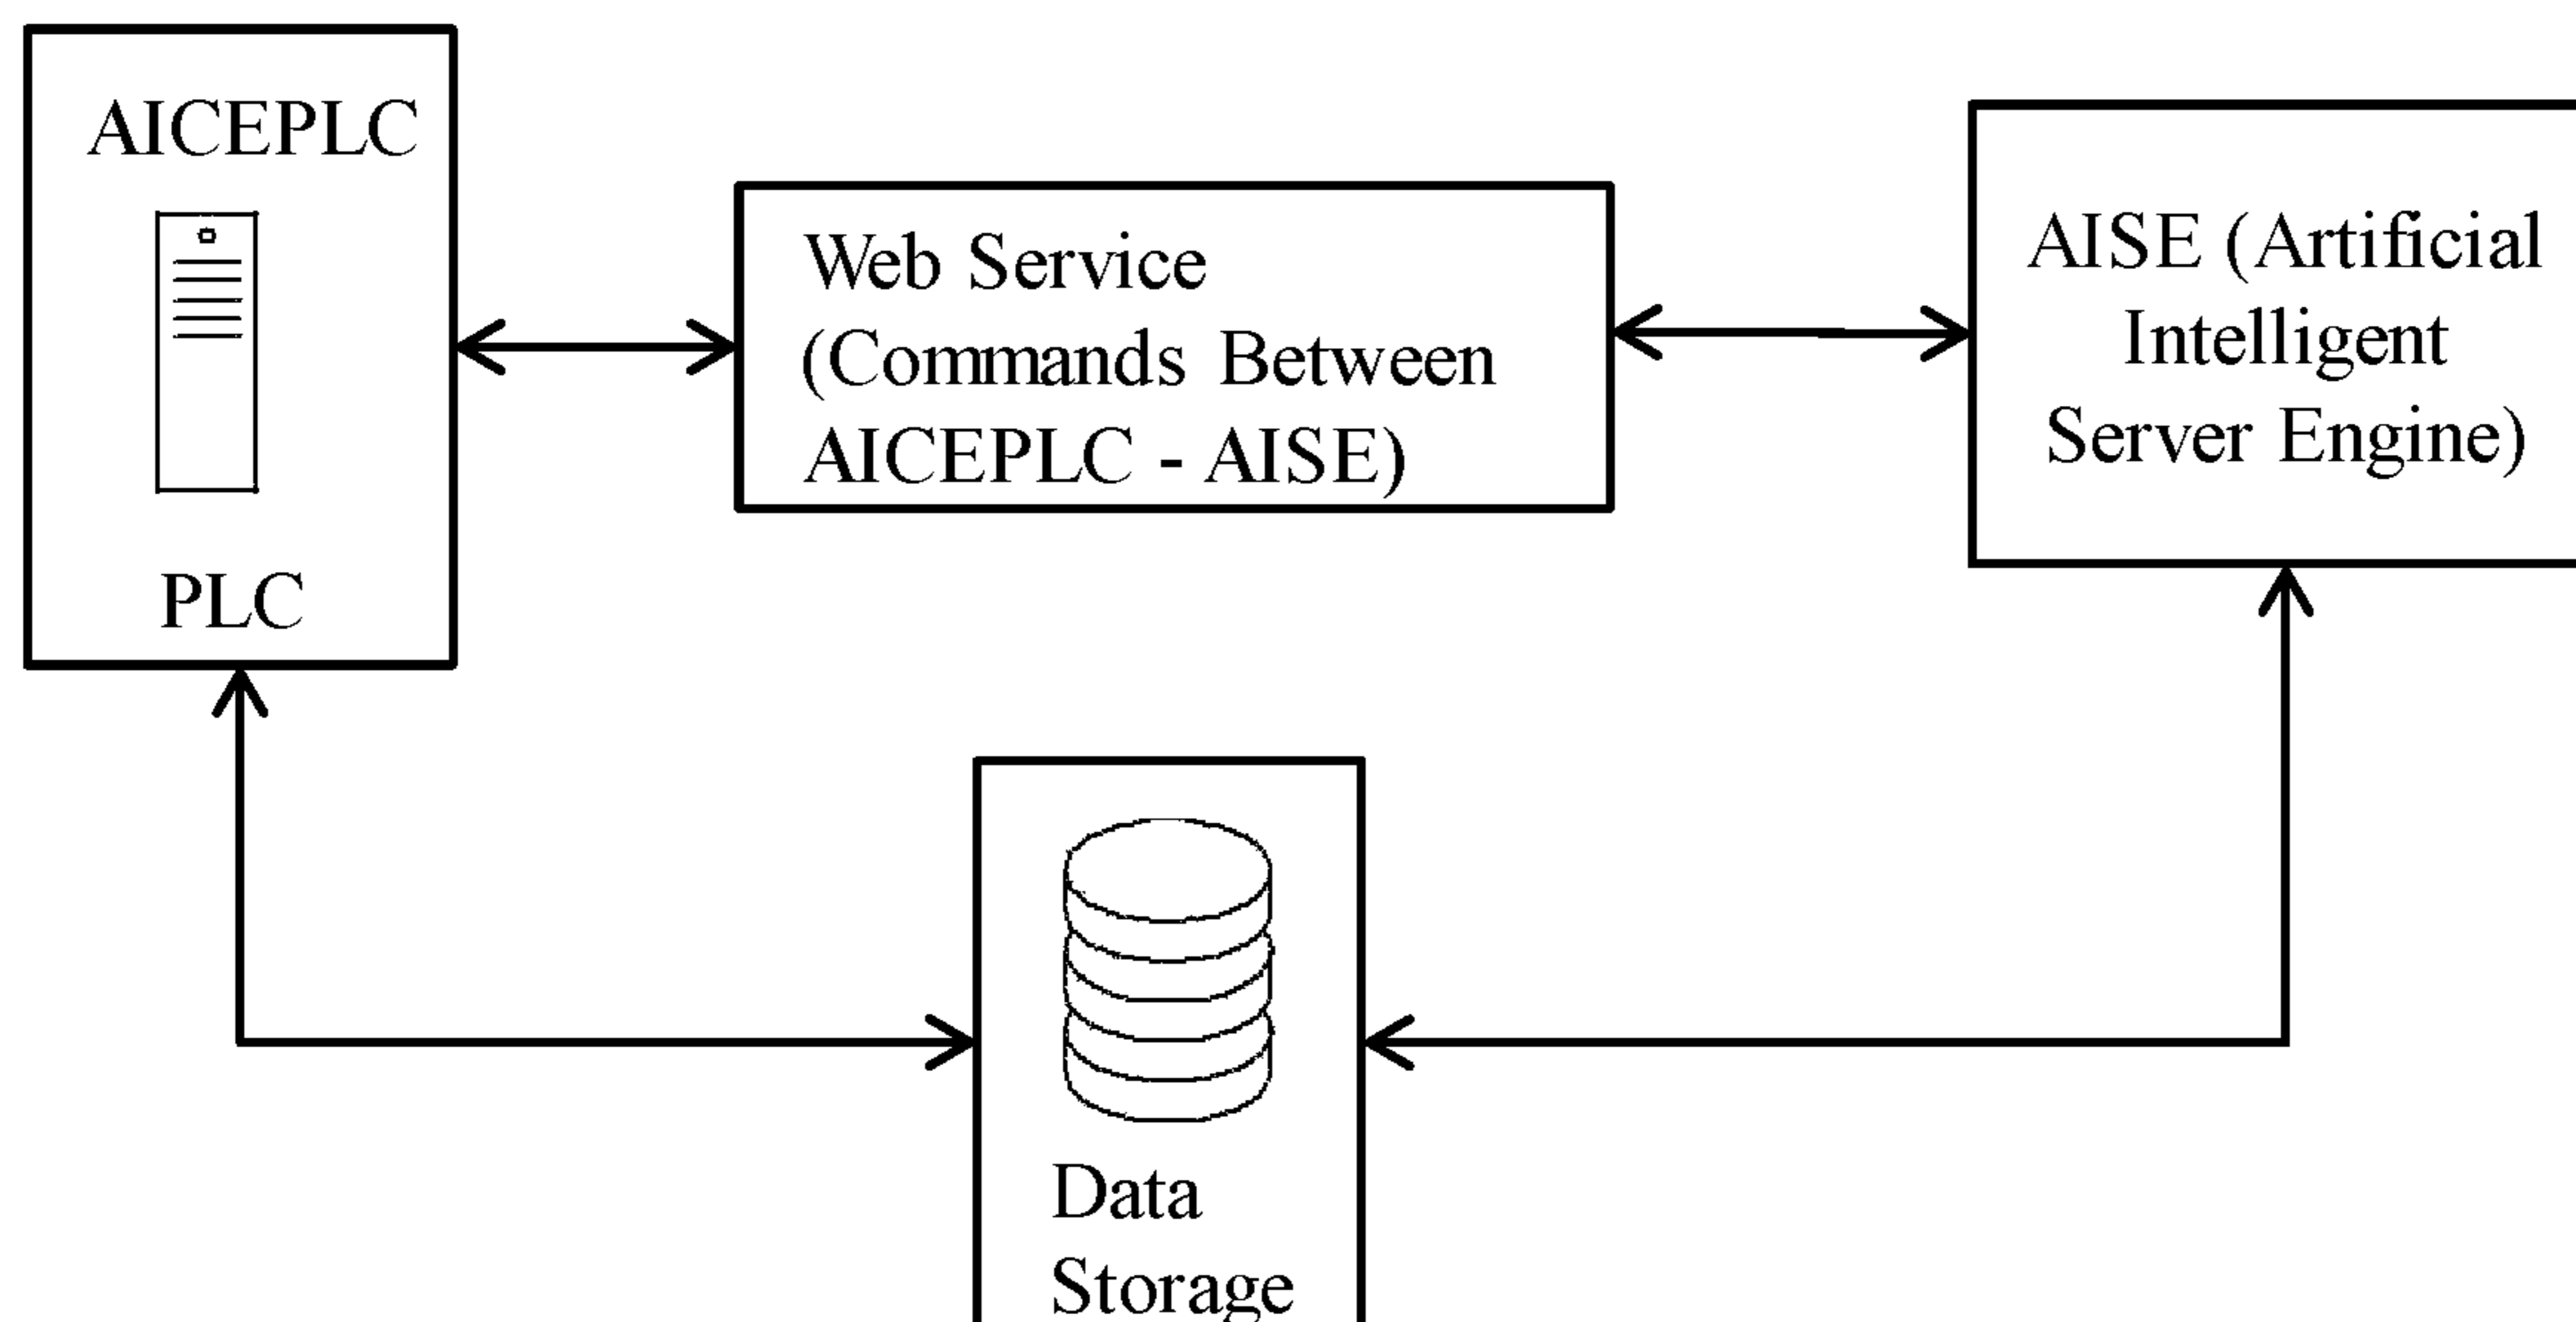 AICEPLC
PLC
Web Service
(Commands Between
AICEPLC - AISE)
AISE (Artificial
Intelligent
Server Engine)
Data
Storage